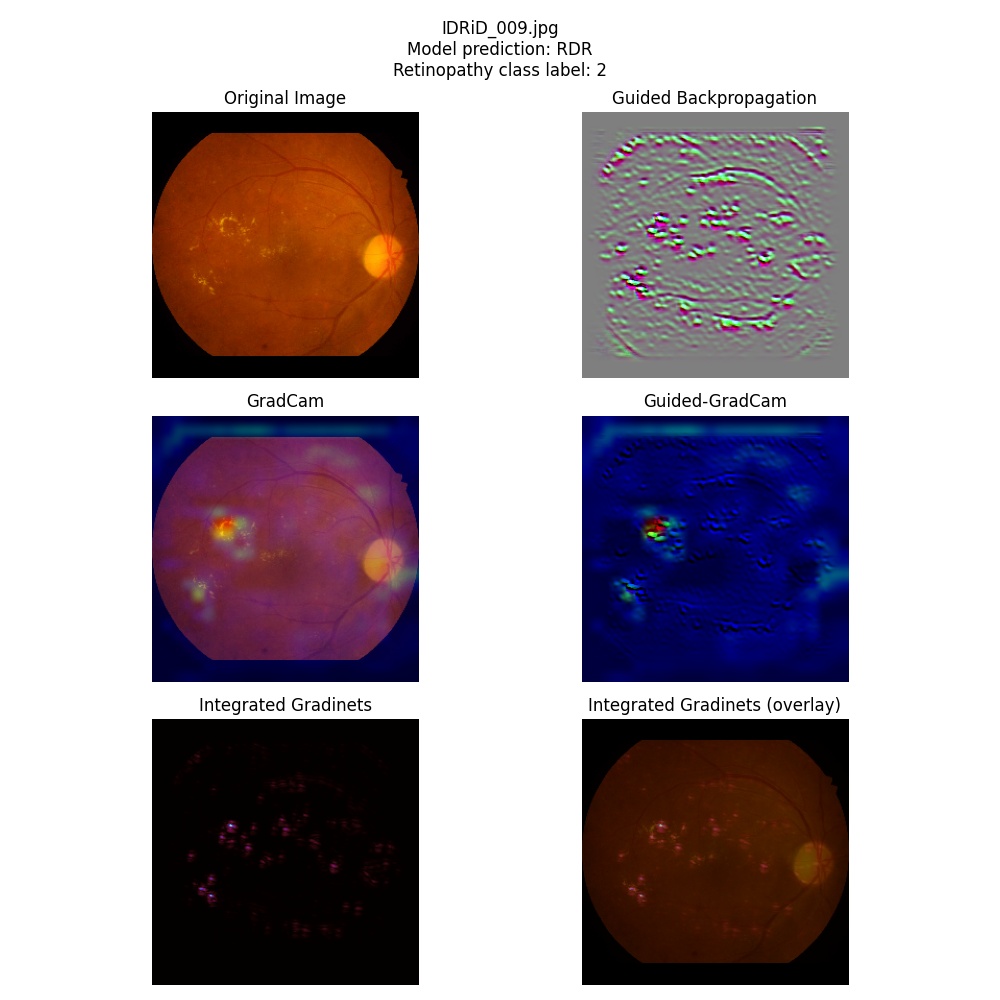 IDRiD_009.jpg
Model prediction: RDR
Retinopathy class label: 2
Original Image
Guided Backpropagation
GradCam
Guided-GradCam
Integrated Gradinets
Integrated Gradinets (overlay)